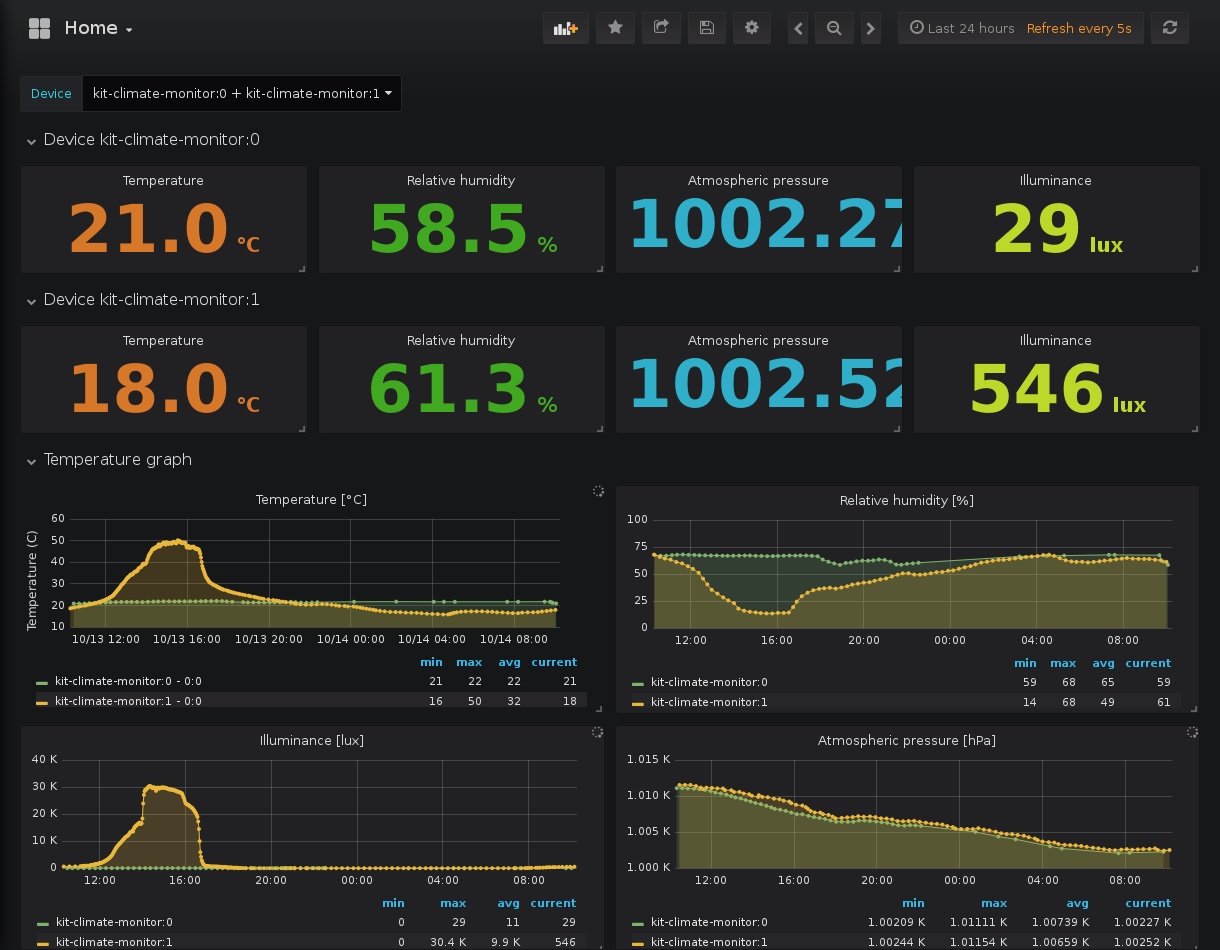 Home
Last 24 hours Refresh every 5s
Device kit-climate-monitor:0 + kit-climate-monitor:1
Device kit-climate-monitor:0
Temperature Relative humidity Atmospheric pressure Illuminance
21.0 °C 58.5 % 1002.27 29 lux
Device kit-climate-monitor:1
Temperature Relative humidity Atmospheric pressure Illuminance
18.0 °C 61.3 % 1002.52 546 lux
Temperature graph
Temperature [°C]
Temperature (C)
60
50
40
30
20
10
10/13 12:00 10/13 16:00 10/13 20:00 10/14 00:00 10/14 04:00 10/14 08:00
min max avg current
kit-climate-monitor:0 - 0:0 21 22 22 21
kit-climate-monitor:1 - 0:0 16 50 32 18
Relative humidity [%]
100
75
50
25
0
12:00 16:00 20:00 00:00 04:00 08:00
min max avg current
kit-climate-monitor:0 59 68 65 59
kit-climate-monitor:1 14 68 49 61
Illuminance [lux]
40 K
30 K
20 K
10 K
0
12:00 16:00 20:00 00:00 04:00 08:00
min max avg current
kit-climate-monitor:0 0 29 11 29
kit-climate-monitor:1 0 30.4 K 9.9 K 546
Atmospheric pressure [hPa]
1.015 K
1.010 K
1.005 K
1.000 K
12:00 16:00 20:00 00:00 04:00 08:00
min max avg current
kit-climate-monitor:0 1.00209 K 1.01111 K 1.00739 K 1.00227 K
kit-climate-monitor:1 1.00244 K 1.01154 K 1.00659 K 1.00252 K